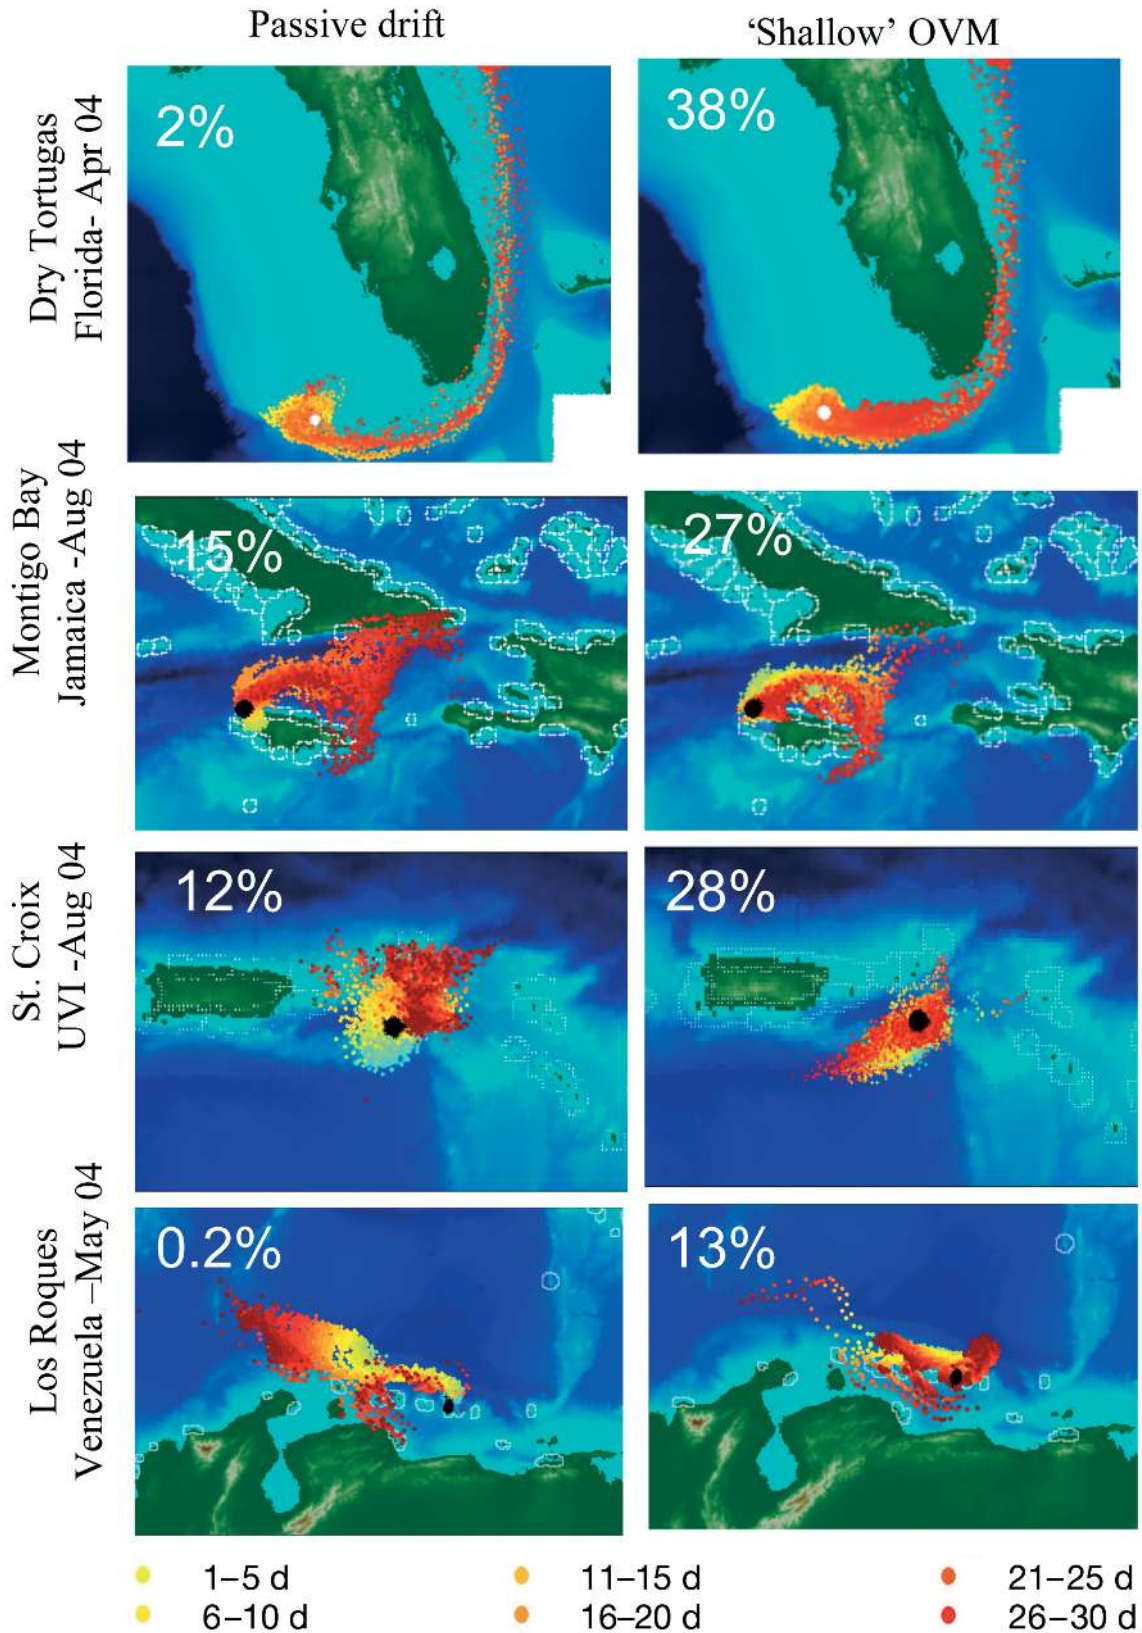 Passive drift
‘Shallow’ OVM
Dry Tortugas
Florida- Apr 04
2%
38%
Montigo Bay
Jamaica -Aug 04
15%
27%
St. Croix
UVI -Aug 04
12%
28%
Los Roques
Venezuela –May 04
0.2%
13%
1–5 d
11–15 d
21–25 d
6–10 d
16–20 d
26–30 d